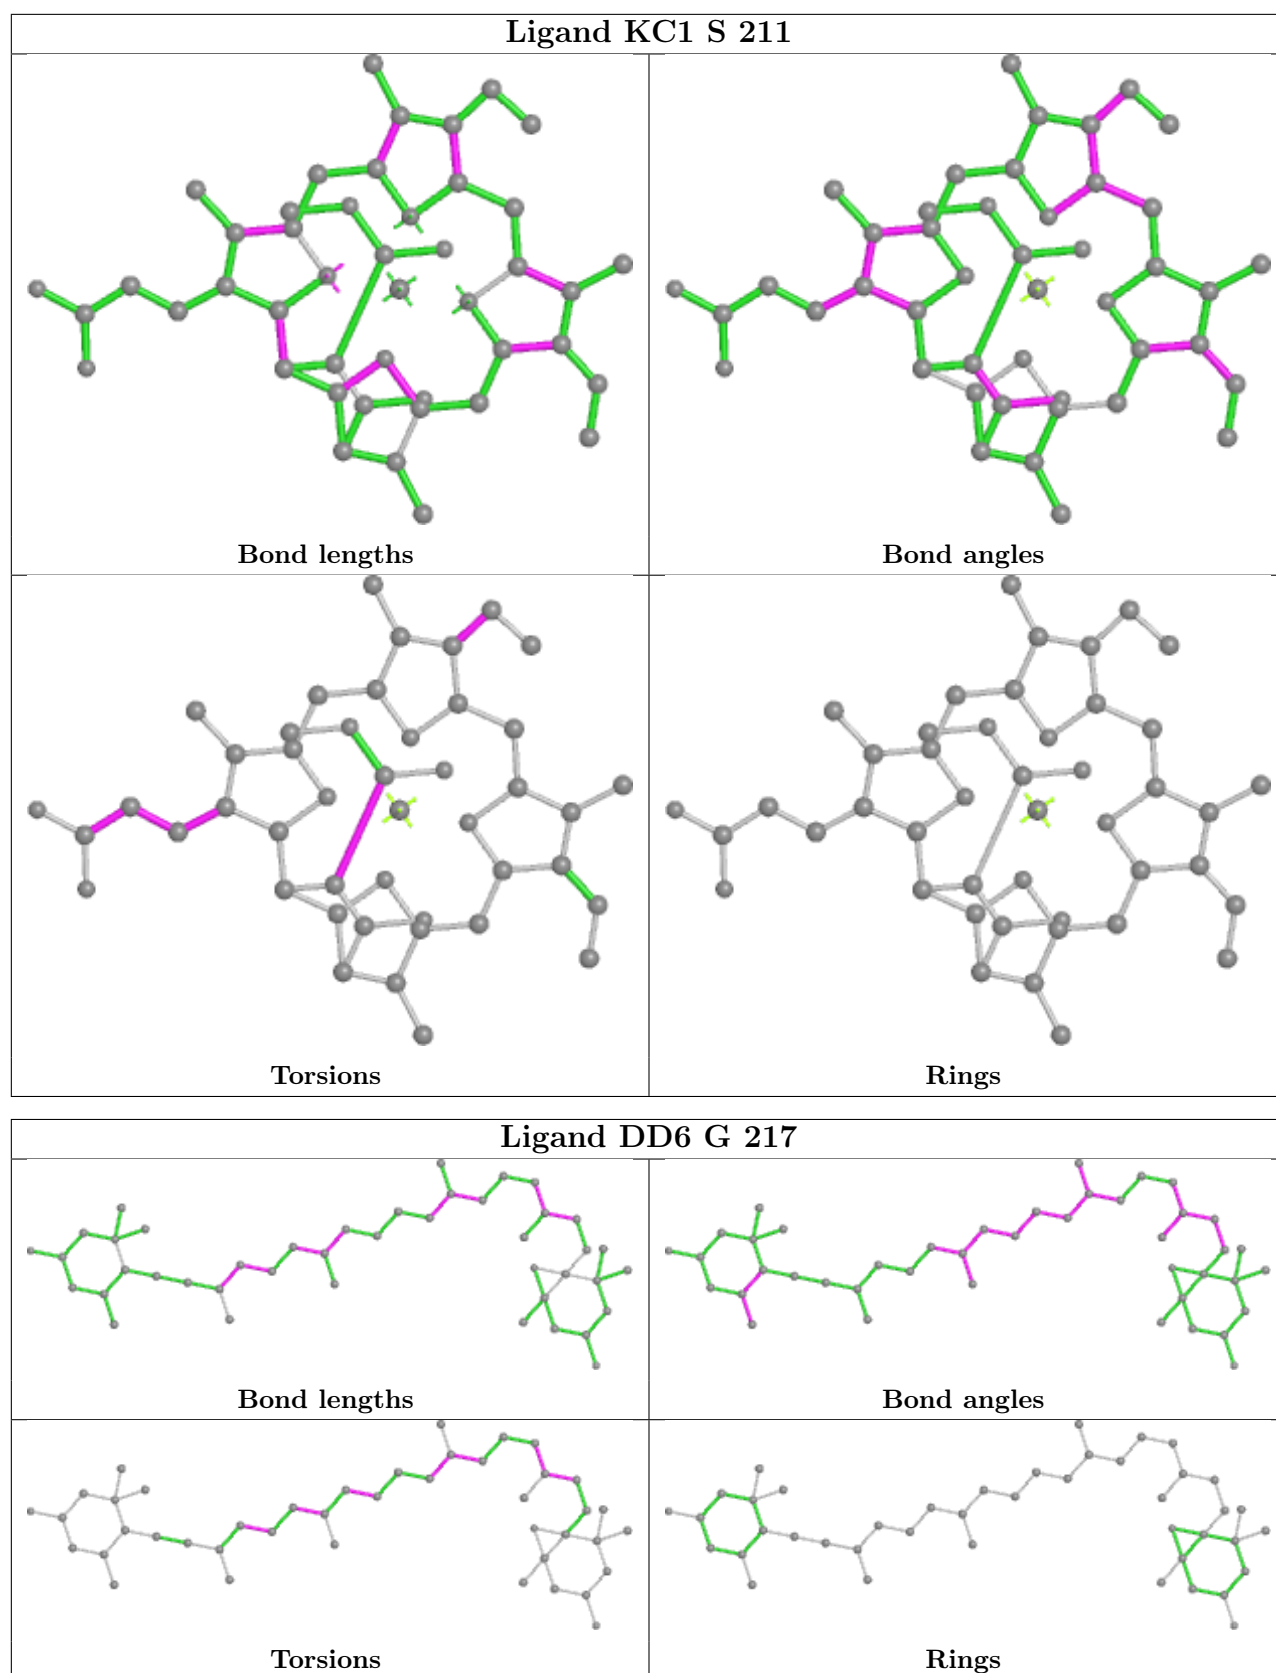 Ligand KC1 S 211
Bond lengths
Bond angles
Torsions
Rings
Ligand DD6 G 217
Bond lengths
Bond angles
Torsions
Rings